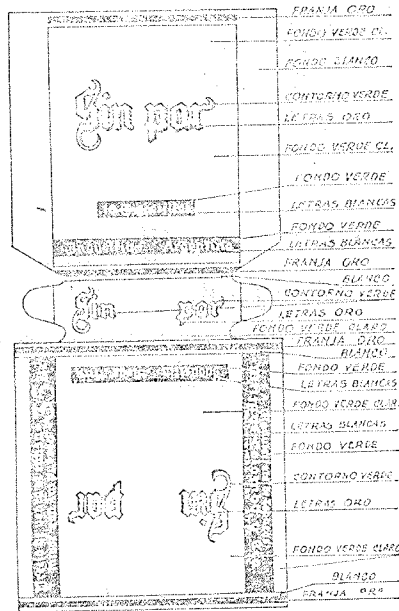 FRANJA ORO
FONDO VERDE CL.
FONDO BLANCO
CONTORNO VERDE
Sin par
LETRAS ORO
FONDO VERDE CL.
FONDO VERDE
LETRAS BLANCAS
FONDO VERDE
LETRAS BLANCAS
FRANJA ORO
BLANCO
CONTORNO VERDE
Sin par
LETRAS ORO
FONDO VERDE CLARO
FRANJA ORO
BLANCO
FONDO VERDE
LETRAS BLANCAS
FONDO VERDE CLAR.
LETRAS BLANCAS
FONDO VERDE
CONTORNO VERDE
Sin par
LETRAS ORO
FONDO VERDE CLARO
BLANCO
FRANJA ORO